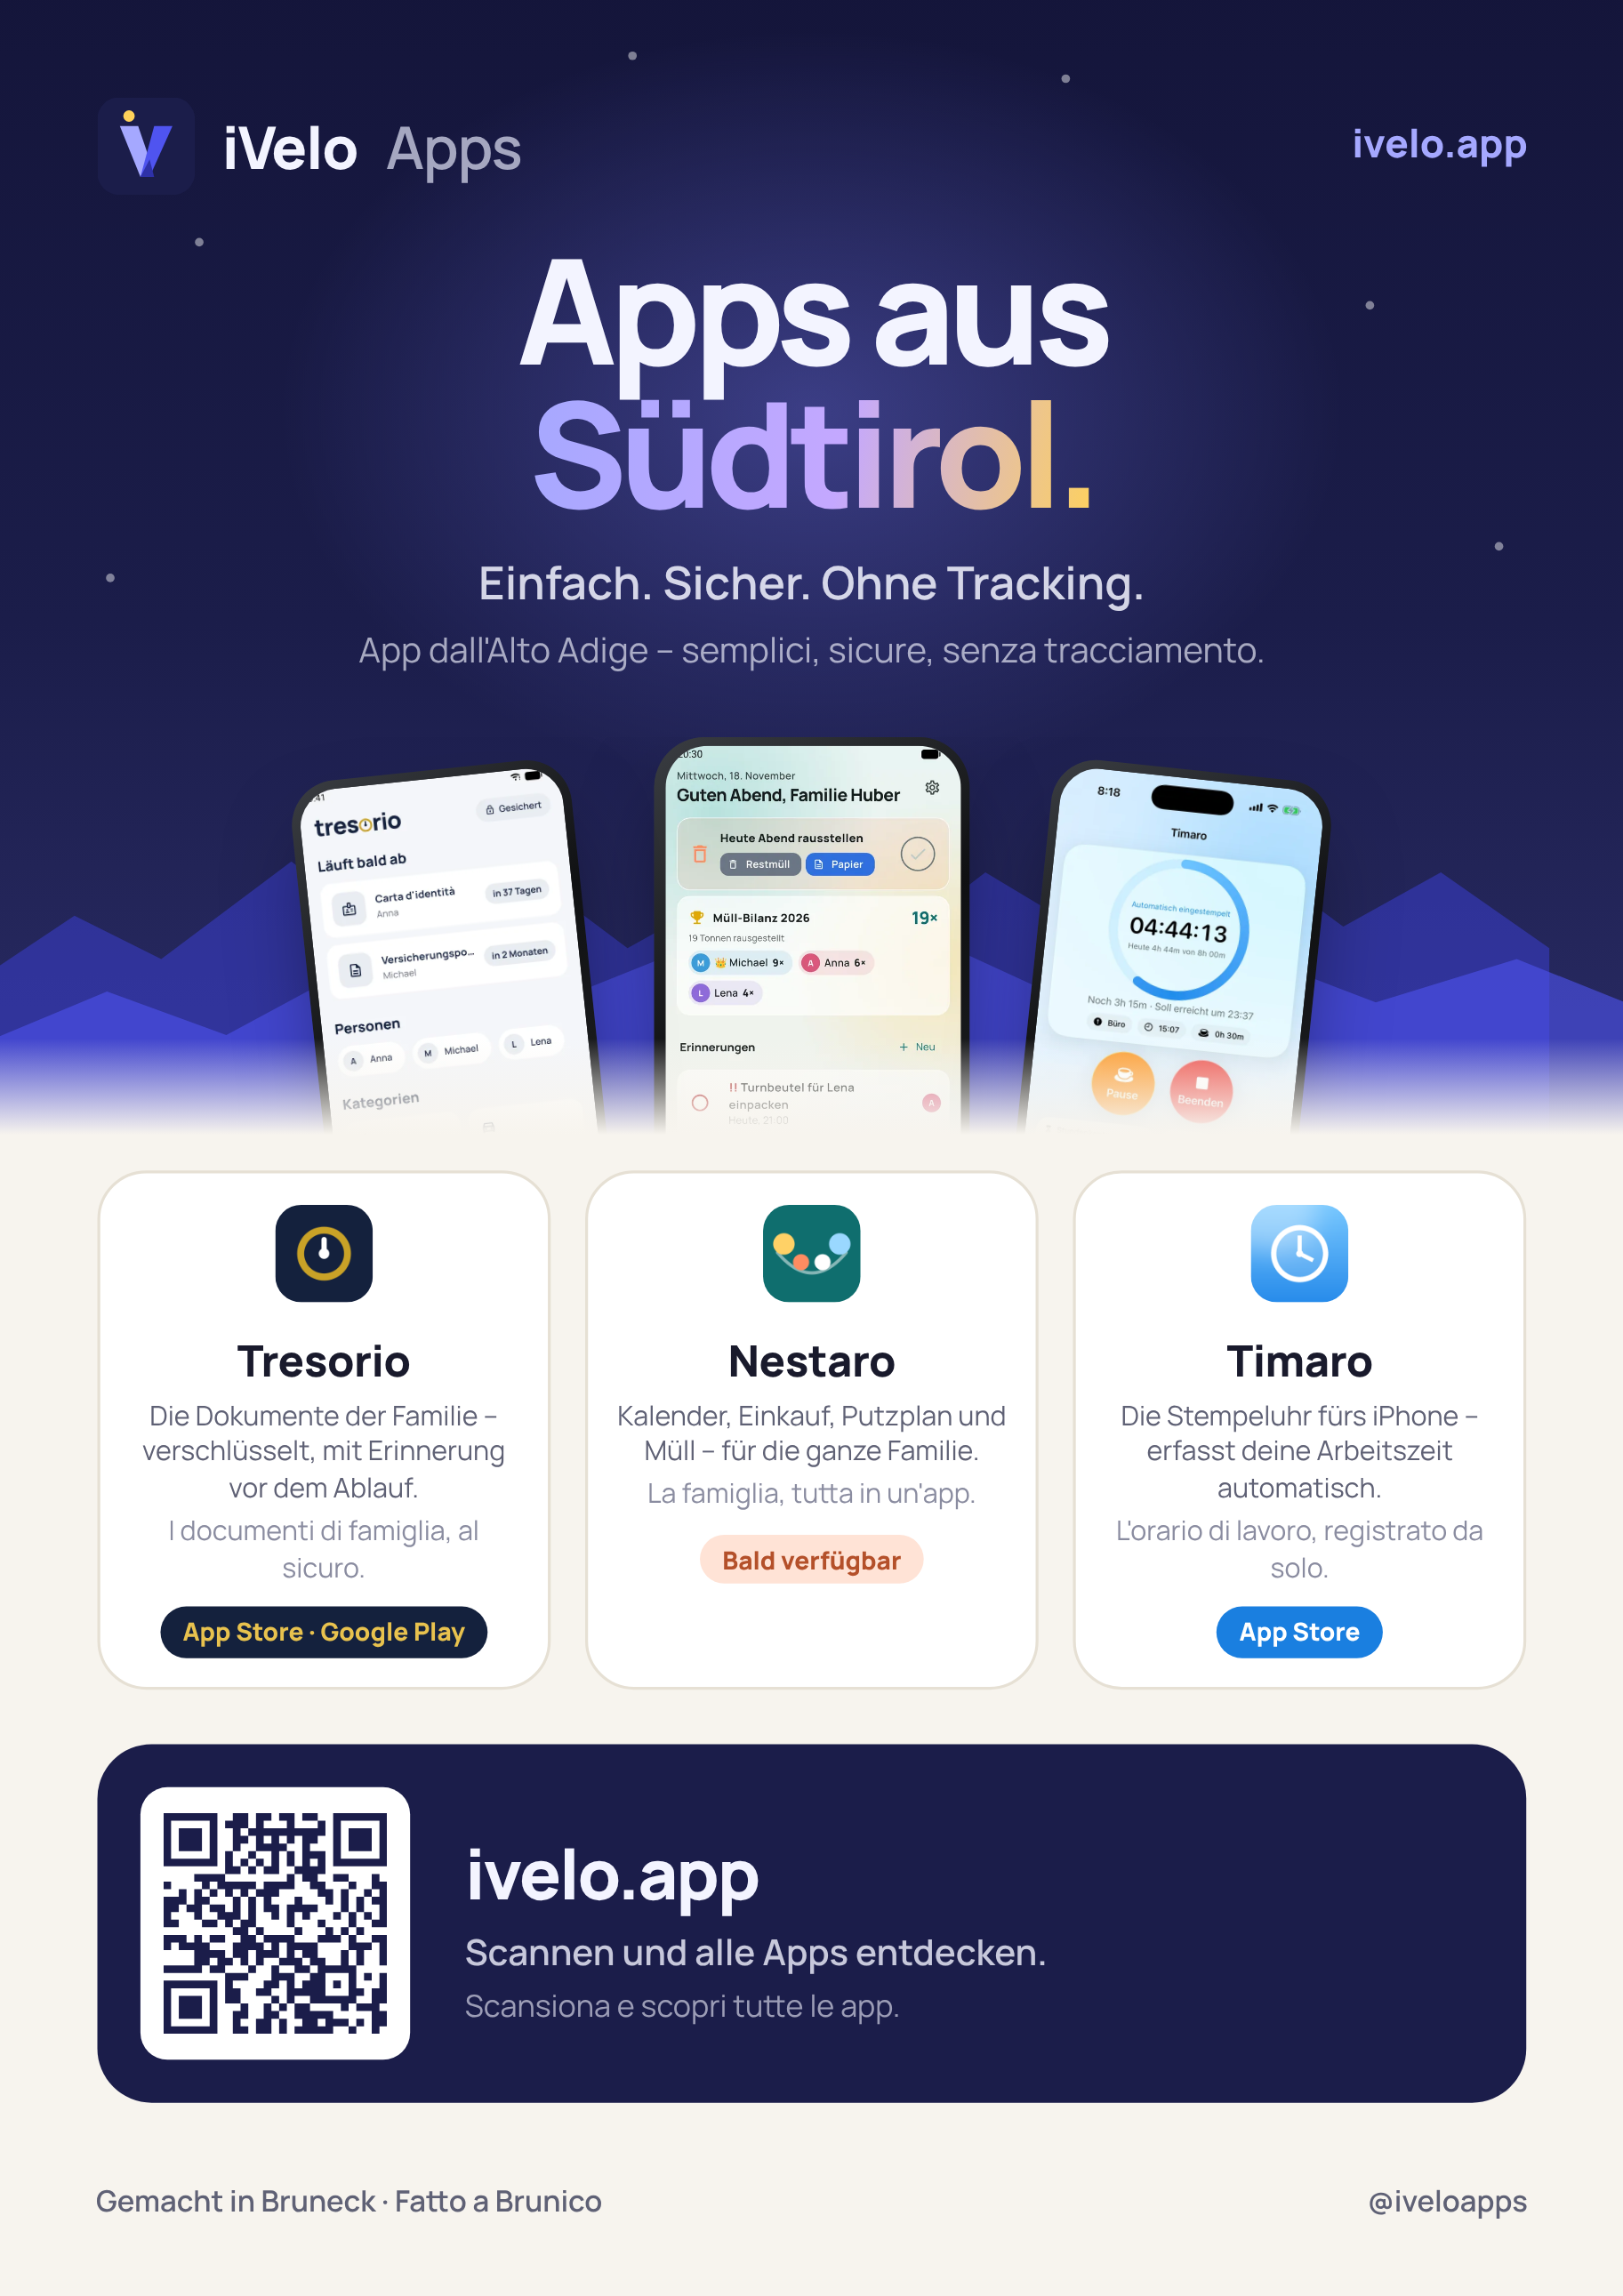 iVelo Apps
ivelo.app
Apps aus
Südtirol.
Einfach. Sicher. Ohne Tracking.
App dall'Alto Adige – semplici, sicure, senza tracciamento.
:41
tresorio
Gesichert
Läuft bald ab
Carta d'identità
Anna
in 37 Tagen
Versicherungspo...
Michael
in 2 Monaten
Personen
A Anna
M Michael
L Lena
Kategorien
20:30
Mittwoch, 18. November
Guten Abend, Familie Huber
Heute Abend rausstellen
Restmüll
Papier
Müll-Bilanz 2026
19×
19 Tonnen rausgestellt
M 👑 Michael 9×
A Anna 6×
L Lena 4×
Erinnerungen
+ Neu
!! Turnbeutel für Lena
einpacken
A
Heute, 21:00
8:18
Timaro
Automatisch eingestempelt
04:44:13
Heute 4h 44m von 8h 00m
Noch 3h 15m · Soll erreicht um 23:37
Büro
15:07
0h 30m
Pause
Beenden
Tresorio
Die Dokumente der Familie –
verschlüsselt, mit Erinnerung
vor dem Ablauf.
I documenti di famiglia, al
sicuro.
App Store · Google Play
Nestaro
Kalender, Einkauf, Putzplan und
Müll – für die ganze Familie.
La famiglia, tutta in un'app.
Bald verfügbar
Timaro
Die Stempeluhr fürs iPhone –
erfasst deine Arbeitszeit
automatisch.
L'orario di lavoro, registrato da
solo.
App Store
ivelo.app
Scannen und alle Apps entdecken.
Scansiona e scopri tutte le app.
Gemacht in Bruneck · Fatto a Brunico
@iveloapps